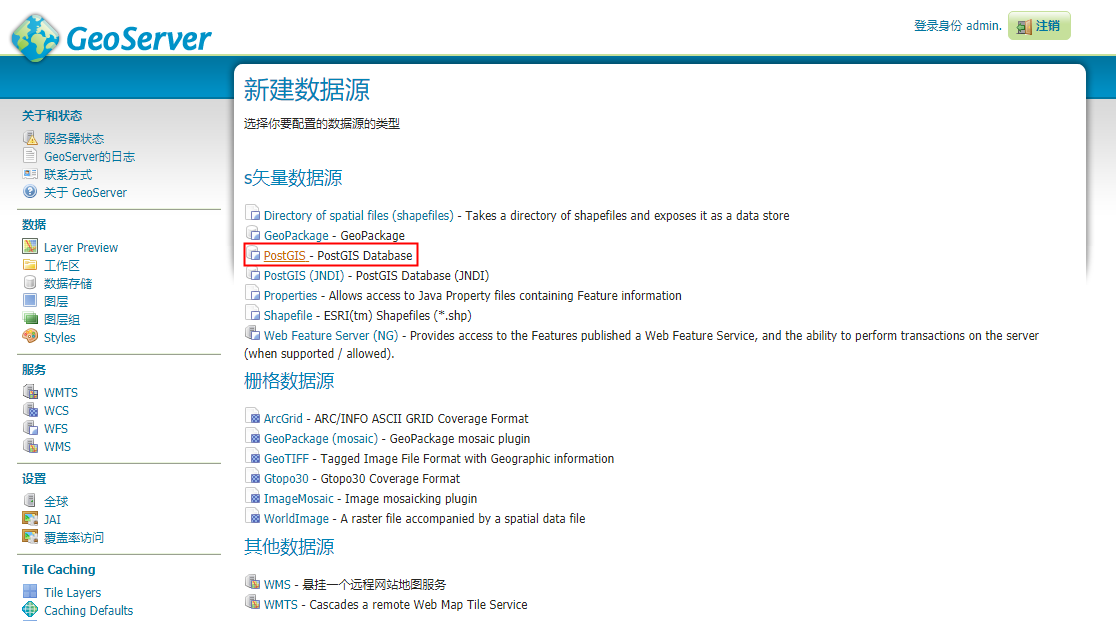 GeoServer
登录身份 admin.
注销
关于和状态
服务器状态
GeoServer的日志
联系方式
关于 GeoServer
数据
Layer Preview
工作区
数据存储
图层
图层组
Styles
服务
WMTS
WCS
WFS
WMS
设置
全球
JAI
覆盖率访问
Tile Caching
Tile Layers
Caching Defaults
新建数据源
选择你要配置的数据源的类型
s矢量数据源
Directory of spatial files (shapefiles) - Takes a directory of shapefiles and exposes it as a data store
GeoPackage - GeoPackage
PostGIS - PostGIS Database
PostGIS (JNDI) - PostGIS Database (JNDI)
Properties - Allows access to Java Property files containing Feature information
Shapefile - ESRI(tm) Shapefiles (*.shp)
Web Feature Server (NG) - Provides access to the Features published a Web Feature Service, and the ability to perform transactions on the server
(when supported / allowed).
栅格数据源
ArcGrid - ARC/INFO ASCII GRID Coverage Format
GeoPackage (mosaic) - GeoPackage mosaic plugin
GeoTIFF - Tagged Image File Format with Geographic information
Gtopo30 - Gtopo30 Coverage Format
ImageMosaic - Image mosaicking plugin
WorldImage - A raster file accompanied by a spatial data file
其他数据源
WMS - 悬挂一个远程网站地图服务
WMTS - Cascades a remote Web Map Tile Service